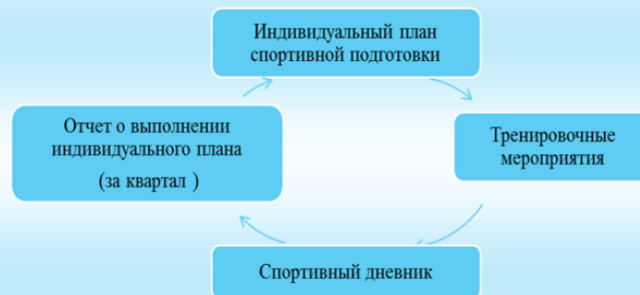 Индивидуальный план
спортивной подготовки
Тренировочные
мероприятия
Спортивный дневник
Отчет о выполнении
индивидуального плана
(за квартал )